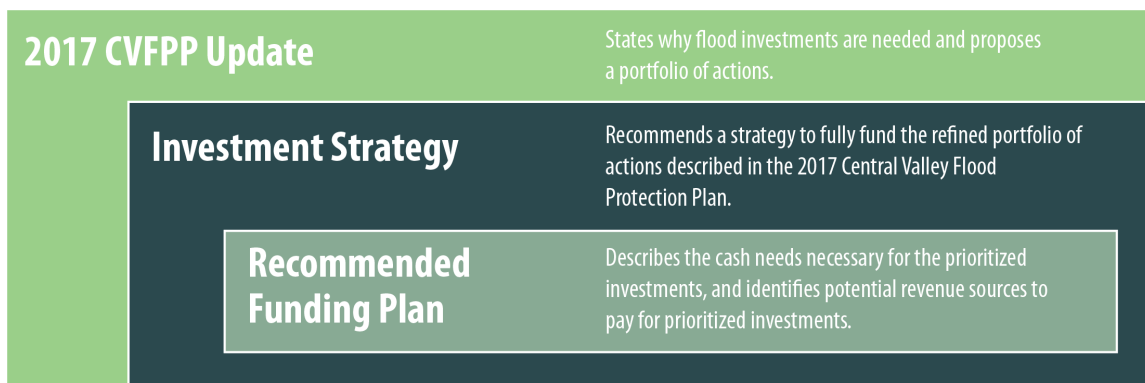 2017 CVFPP Update
States why flood investments are needed and proposes
a portfolio of actions.
Investment Strategy
Recommends a strategy to fully fund the refined portfolio of
actions described in the 2017 Central Valley Flood
Protection Plan.
Recommended
Funding Plan
Describes the cash needs necessary for the prioritized
investments, and identifies potential revenue sources to
pay for prioritized investments.